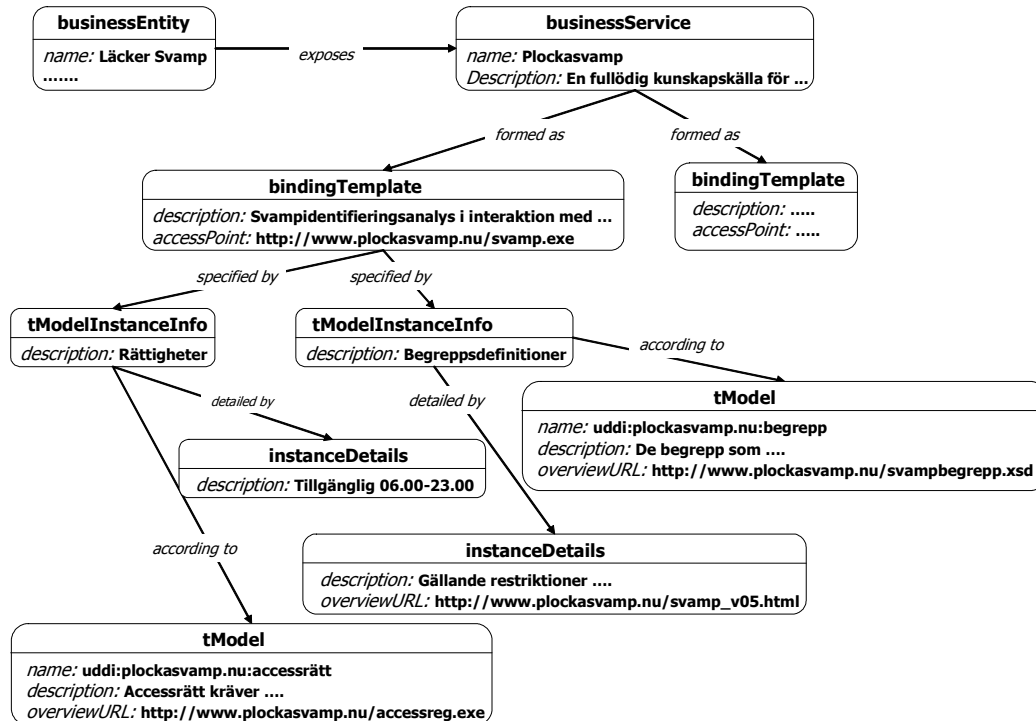 businessEntity
name: Läcker Svamp
.......
exposes
businessService
name: Plockasvamp
Description: En fullödig kunskapskälla för ...
formed as
formed as
bindingTemplate
description: Svampidentifieringsanalys i interaktion med ...
accessPoint: http://www.plockasvamp.nu/svamp.exe
bindingTemplate
description: .....
accessPoint: .....
specified by
specified by
tModelInstanceInfo
description: Rättigheter
tModelInstanceInfo
description: Begreppsdefinitioner
according to
detailed by
detailed by
tModel
name: uddi:plockasvamp.nu:begrepp
description: De begrepp som ....
overviewURL: http://www.plockasvamp.nu/svampbegrepp.xsd
instanceDetails
description: Tillgänglig 06.00-23.00
according to
instanceDetails
description: Gällande restriktioner ....
overviewURL: http://www.plockasvamp.nu/svamp_v05.html
tModel
name: uddi:plockasvamp.nu:accessrätt
description: Accessrätt kräver ....
overviewURL: http://www.plockasvamp.nu/accessreg.exe